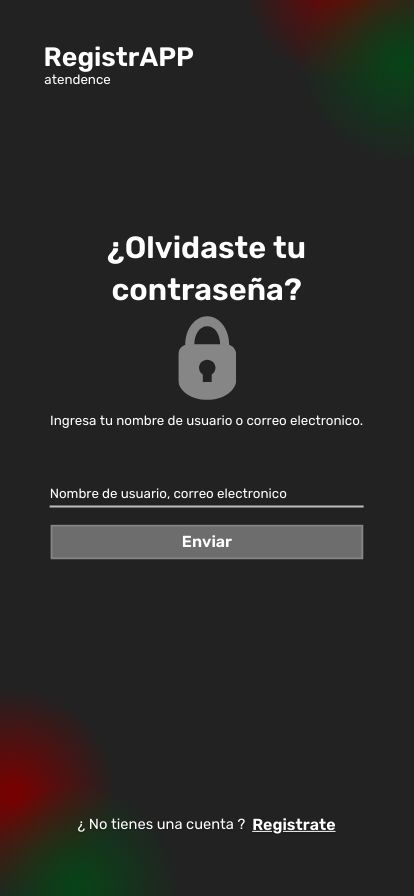 RegistrAPP
atendence
¿Olvidaste tu
contraseña?
Ingresa tu nombre de usuario o correo electronico.
Nombre de usuario, correo electronico
Enviar
¿ No tienes una cuenta ? Registrate